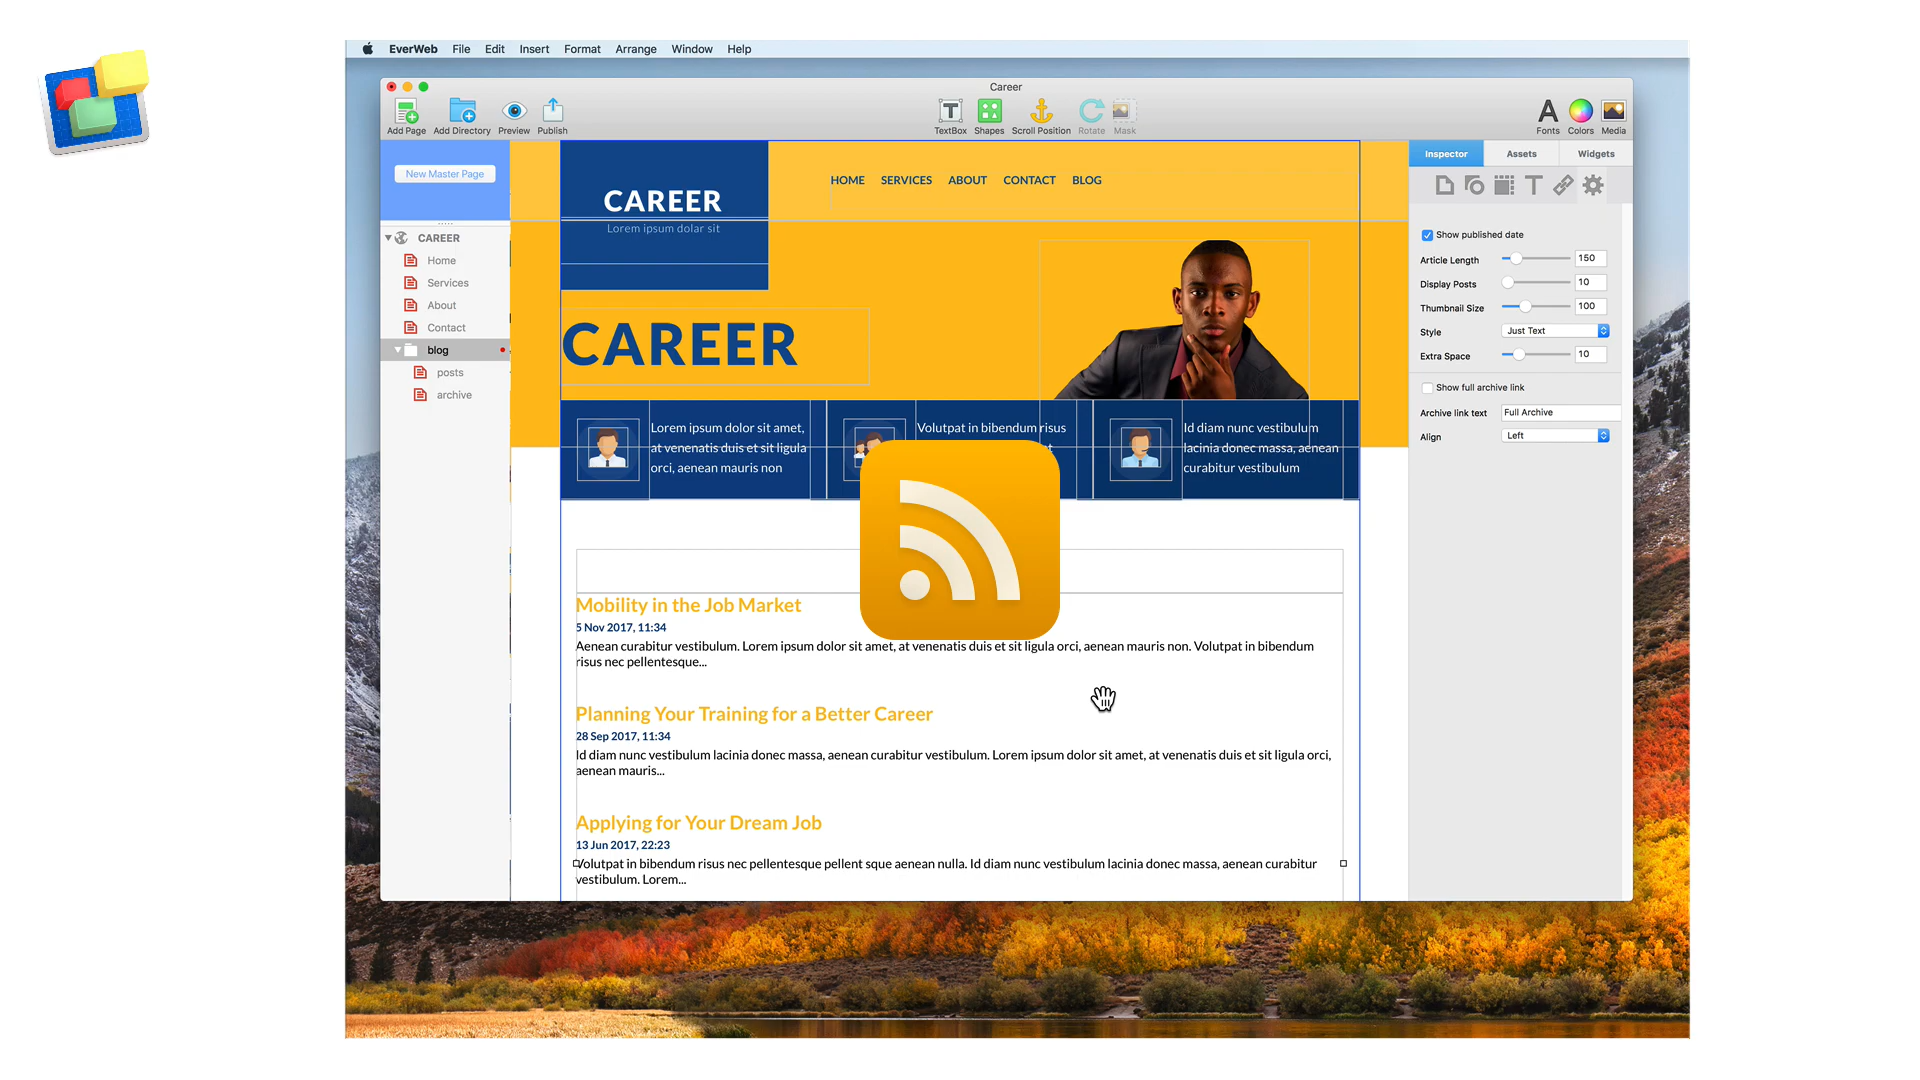 EverWeb File Edit Insert Format Arrange Window Help
Career
Add Page Add Directory Preview Publish
TextBox Shapes Scroll Position Rotate Mask
Fonts Colors Media
New Master Page
CAREER
Home
Services
About
Contact
blog
posts
archive
CAREER
Lorem ipsum dolar sit
HOME SERVICES ABOUT CONTACT BLOG
CAREER
Lorem ipsum dolor sit amet,
at venenatis duis et sit ligula
orci, aenean mauris non
Volutpat in bibendum risus
Id diam nunc vestibulum
lacinia donec massa, aenean
curabitur vestibulum
Mobility in the Job Market
5 Nov 2017, 11:34
Aenean curabitur vestibulum. Lorem ipsum dolor sit amet, at venenatis duis et sit ligula orci, aenean mauris non. Volutpat in bibendum
risus nec pellentesque...
Planning Your Training for a Better Career
28 Sep 2017, 11:34
Id diam nunc vestibulum lacinia donec massa, aenean curabitur vestibulum. Lorem ipsum dolor sit amet, at venenatis duis et sit ligula orci,
aenean mauris...
Applying for Your Dream Job
13 Jun 2017, 22:23
Volutpat in bibendum risus nec pellentesque pellent sque aenean nulla. Id diam nunc vestibulum lacinia donec massa, aenean curabitur
vestibulum. Lorem...
Inspector Assets Widgets
Show published date
Article Length 150
Display Posts 10
Thumbnail Size 100
Style Just Text
Extra Space 10
Show full archive link
Archive link text Full Archive
Align Left